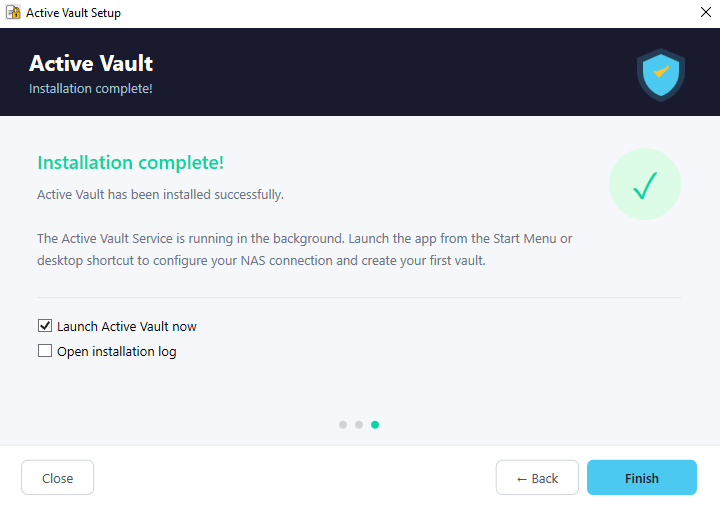 Active Vault Setup
Active Vault
Installation complete!
Installation complete!
Active Vault has been installed successfully.
The Active Vault Service is running in the background. Launch the app from the Start Menu or
desktop shortcut to configure your NAS connection and create your first vault.
Launch Active Vault now
Open installation log
Close
← Back
Finish